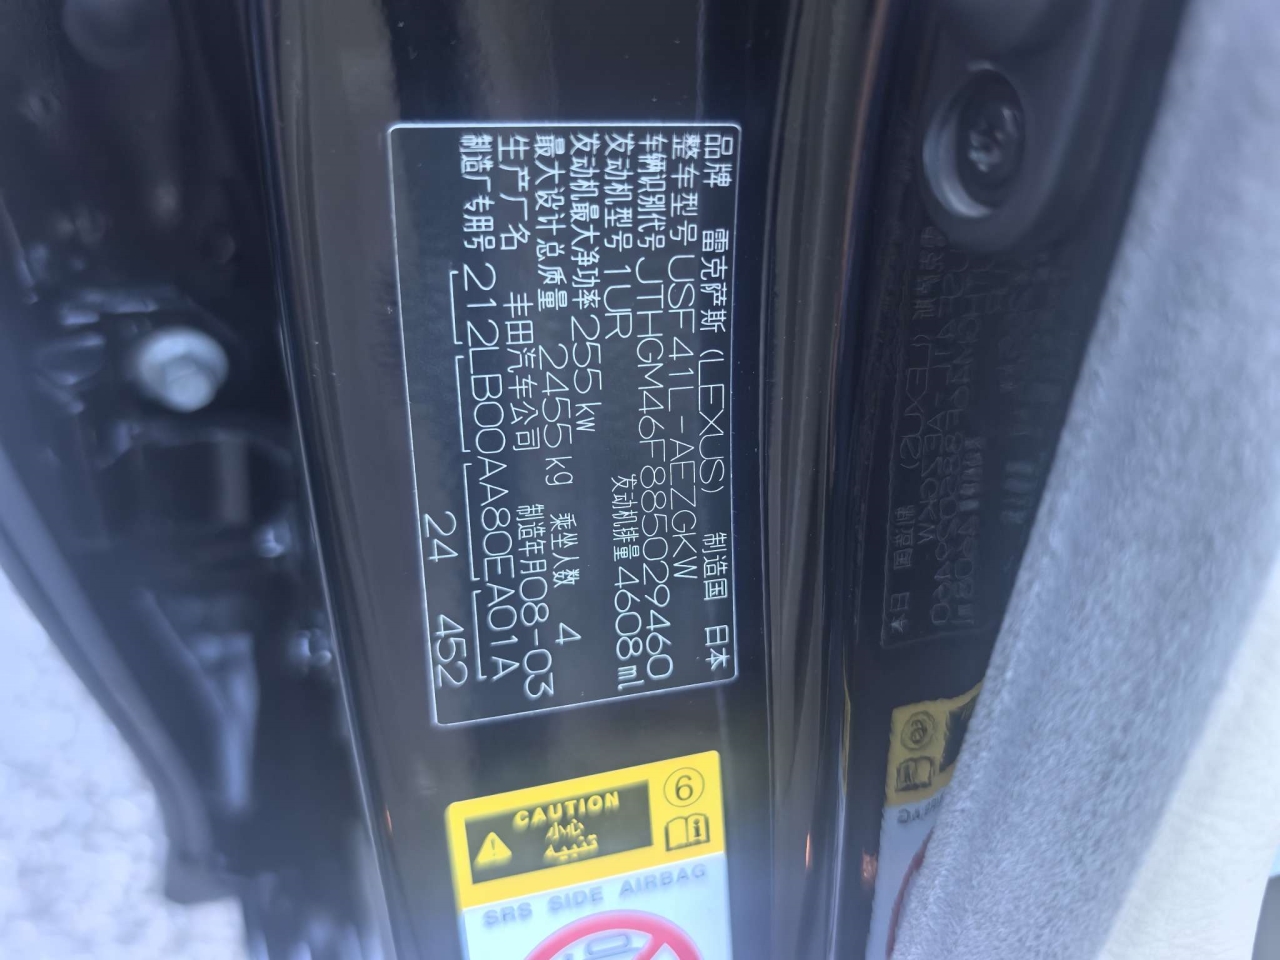 品牌 雷克萨斯 (LEXUS) 制造国 日本
整车型号 USF41L-AEZGKW
车辆识别代号 JTHGM46F885029460
发动机型号 1UR 发动机排量 4608ml
发动机最大净功率 255kw
最大设计总质量 2455kg 乘坐人数 4
生产厂名 丰田汽车公司 制造年月 08-03
制造厂专用号 212LB00AA80EA01A
24 452
CAUTION
小心
تنبيه
6
SRS SIDE AIRBAG